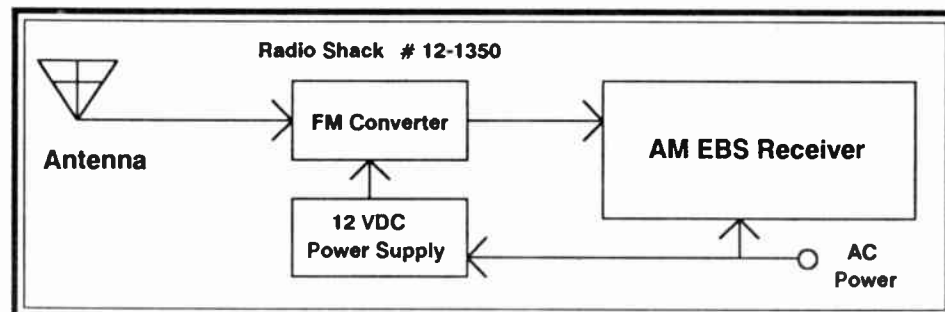 Radio Shack # 12-1350
FM Converter
AM EBS Receiver
Antenna
12 VDC
Power Supply
AC
Power